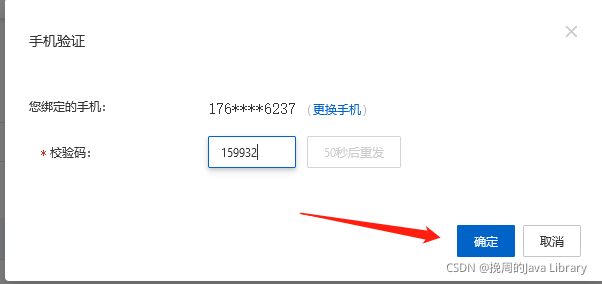 手机验证
您绑定的手机: 176****6237 (更换手机)
* 校验码: 159932 50秒后重发
确定 取消
CSDN @挽周的Java Library